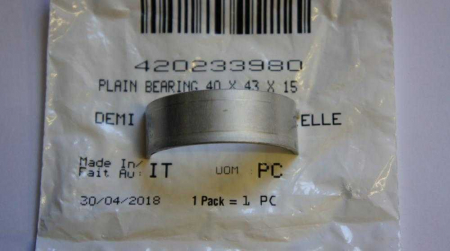 420233980
PLAIN BEARING 40 X 43 X 15
DEMI ELLE
Made In/ IT UOM : PC
Fait Au:
30/04/2018 1 Pack = 1 PC